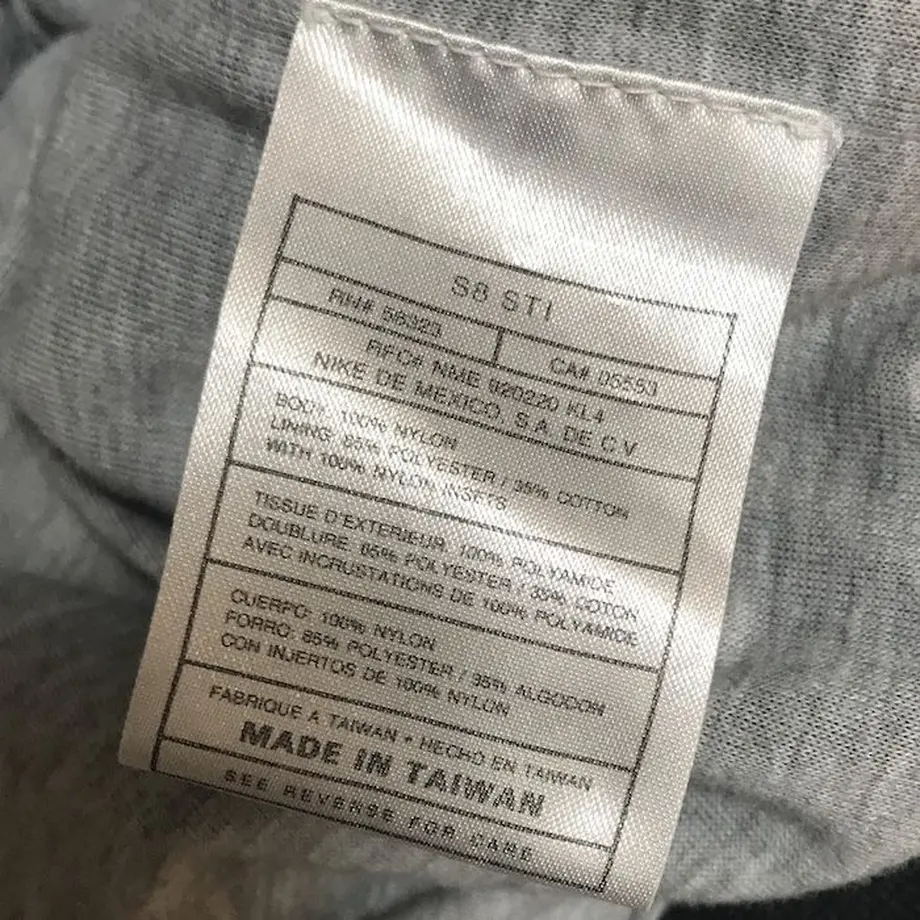 S8 STI
RN# 56323
CA# 05553
RFC# NME 920220 KL4
NIKE DE MEXICO, S.A. DE C.V
BODY: 100% NYLON
LINING: 65% POLYESTER / 35% COTTON
WITH 100% NYLON INSETS
TISSUE D'EXTERIEUR: 100% POLYAMIDE
DOUBLURE: 65% POLYESTER / 35% COTON
AVEC INCRUSTATIONS DE 100% POLYAMIDE
CUERPO: 100% NYLON
FORRO: 65% POLYESTER / 35% ALGODON
CON INJERTOS DE 100% NYLON
FABRIQUE A TAIWAN • HECHO EN TAIWAN
MADE IN TAIWAN
SEE REVERSE FOR CARE